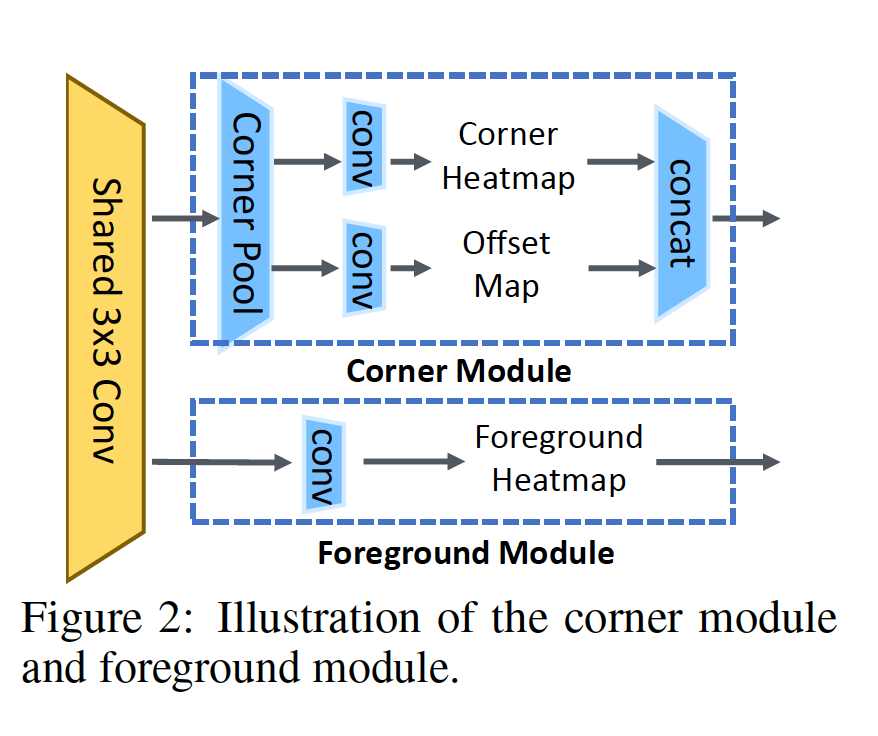 Shared 3x3 Conv
Corner Pool
conv
Corner
Heatmap
conv
Offset
Map
concat
Corner Module
conv
Foreground
Heatmap
Foreground Module
Figure 2: Illustration of the corner module
and foreground module.